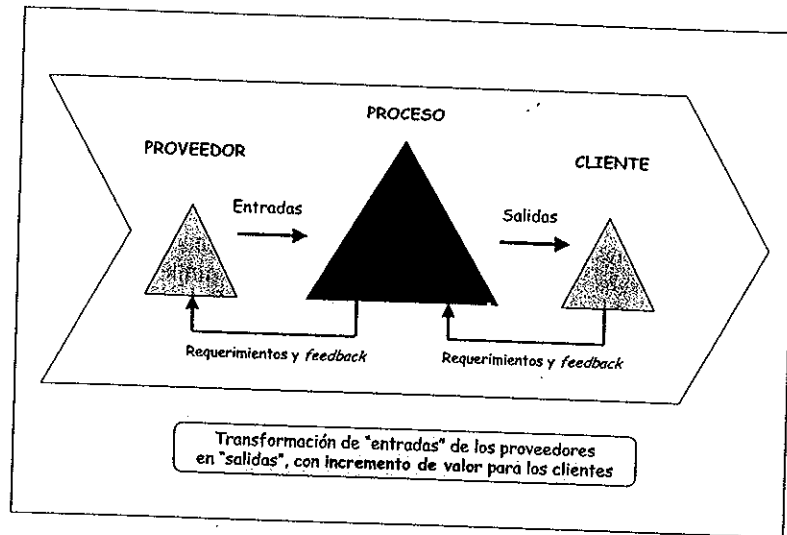 PROCESO
PROVEEDOR
CLIENTE
Entradas
Salidas
Requerimientos y feedback
Requerimientos y feedback
Transformación de "entradas" de los proveedores
en "salidas", con incremento de valor para los clientes